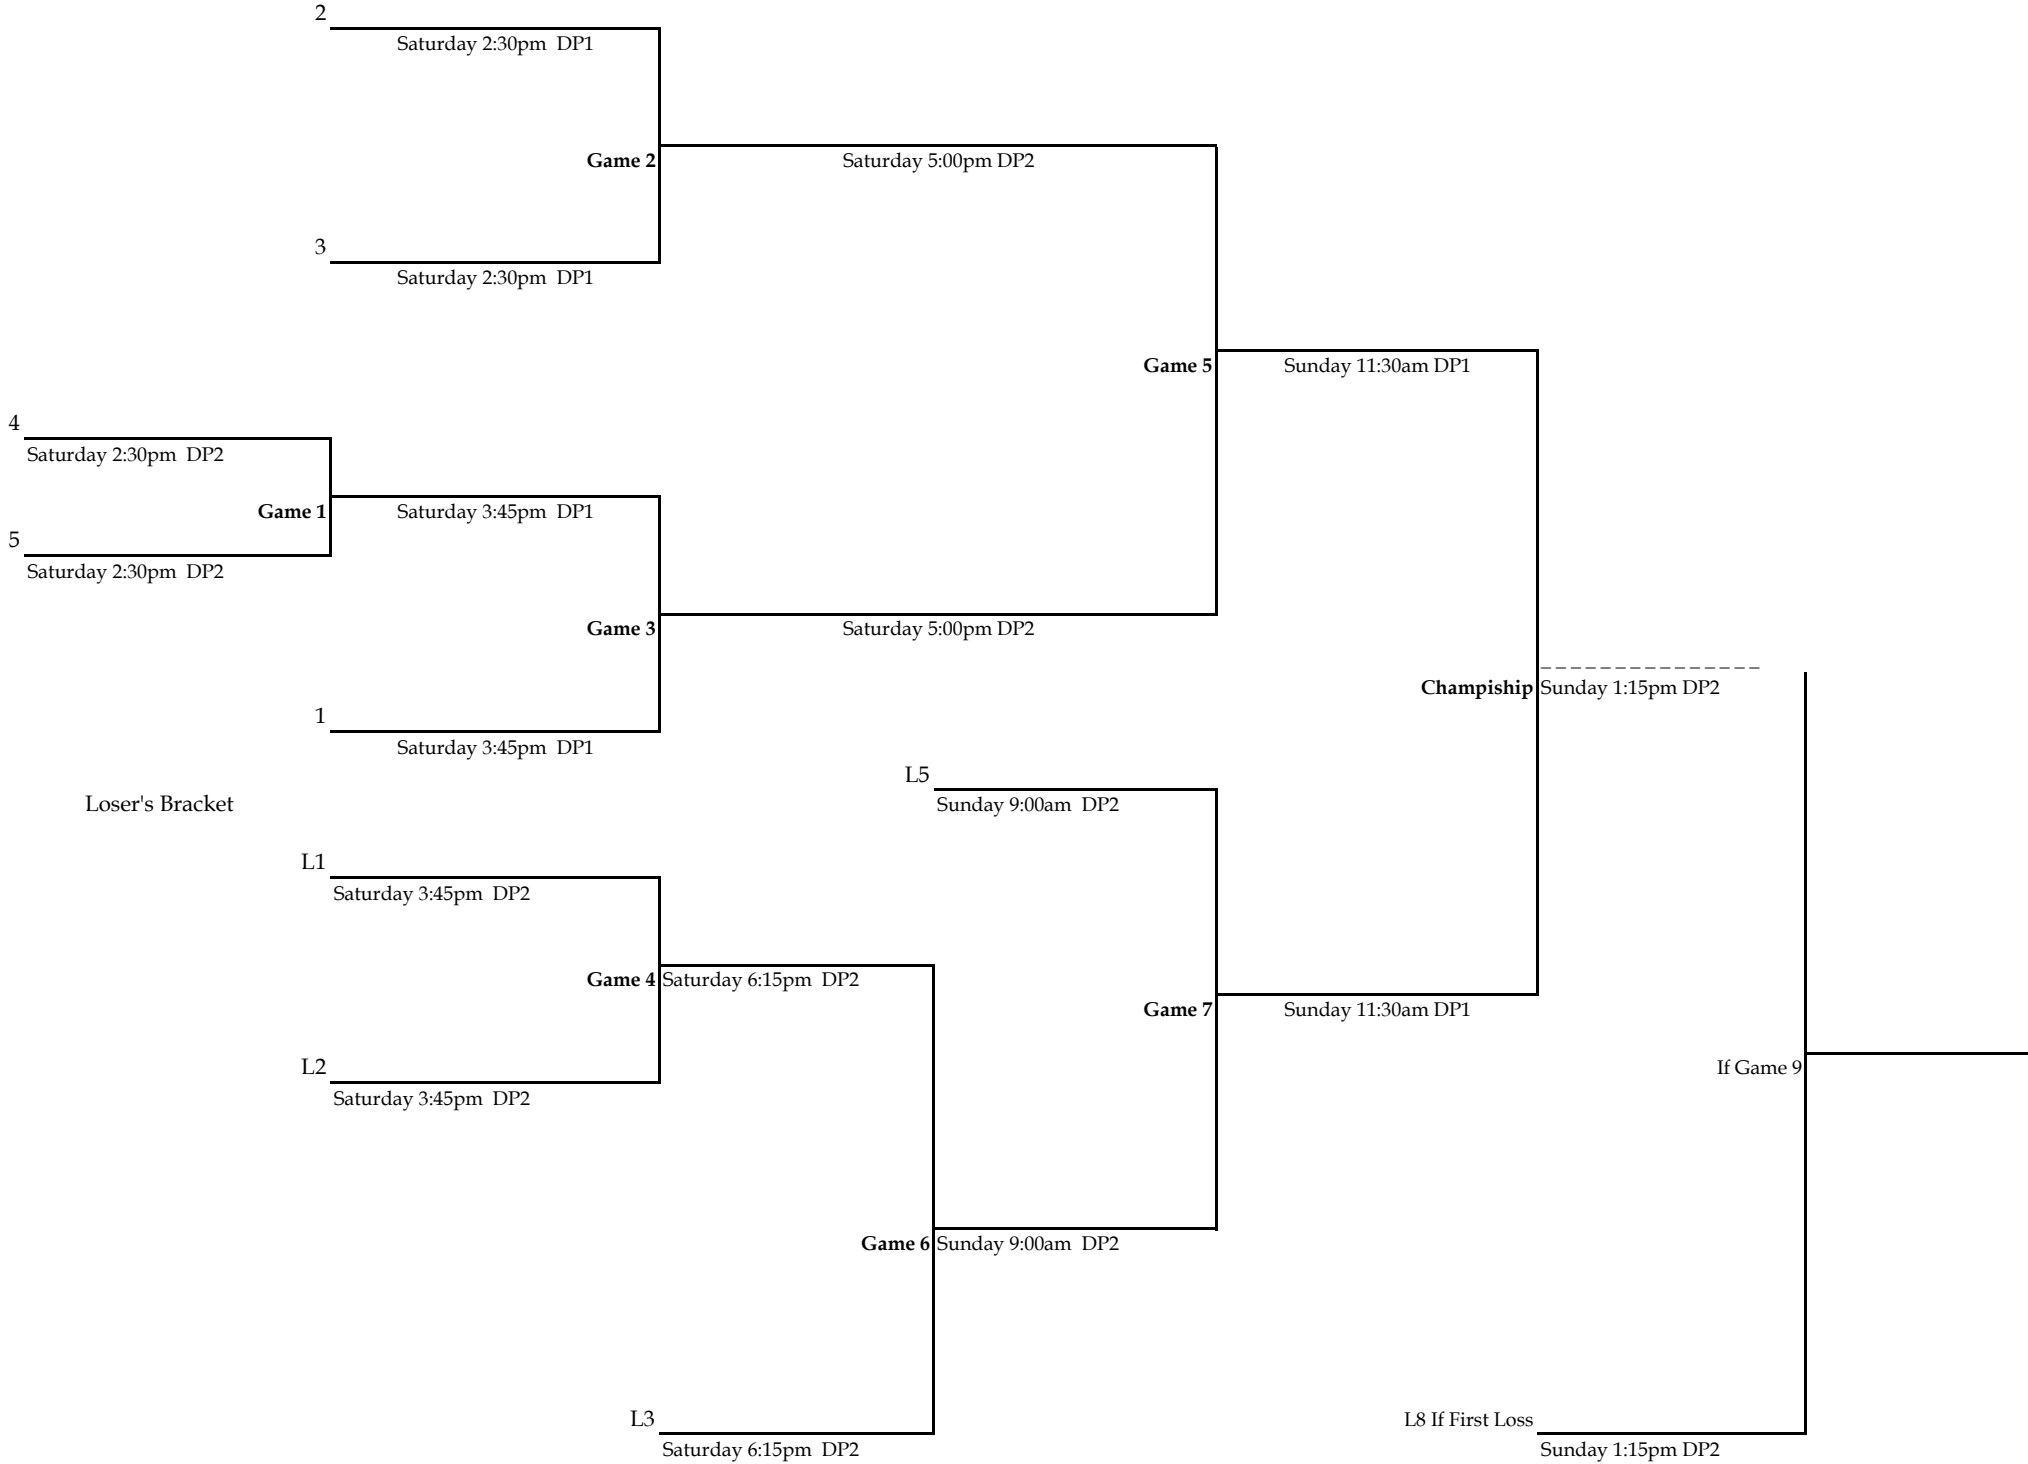 2
Saturday 2:30pm  DP1
Game 2
Saturday 5:00pm DP2
3
Saturday 2:30pm  DP1
Game 5
Sunday 11:30am DP1
4
Saturday 2:30pm  DP2
Game 1
Saturday 3:45pm  DP1
5
Saturday 2:30pm  DP2
Game 3
Saturday 5:00pm DP2
Champiship
Sunday 1:15pm DP2
1
Saturday 3:45pm  DP1
L5
Sunday 9:00am  DP2
Loser's Bracket
L1
Saturday 3:45pm  DP2
Game 4
Saturday 6:15pm  DP2
Game 7
Sunday 11:30am DP1
L2
Saturday 3:45pm  DP2
If Game 9
Game 6
Sunday 9:00am  DP2
L3
Saturday 6:15pm  DP2
L8 If First Loss
Sunday 1:15pm DP2